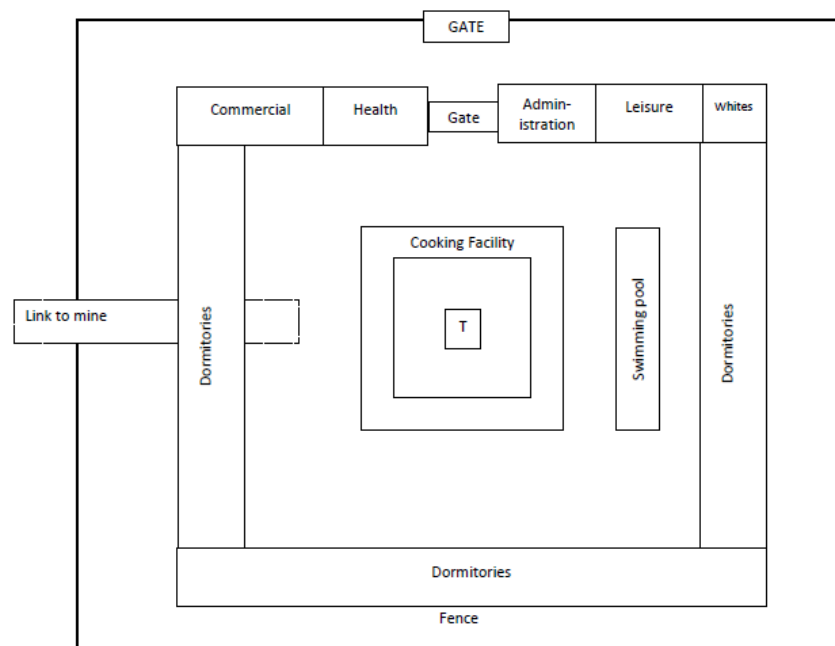 GATE
Commercial
Health
Gate
Admin-
istration
Leisure
Whites
Cooking Facility
Link to mine
Dormitories
T
Swimming pool
Dormitories
Dormitories
Fence